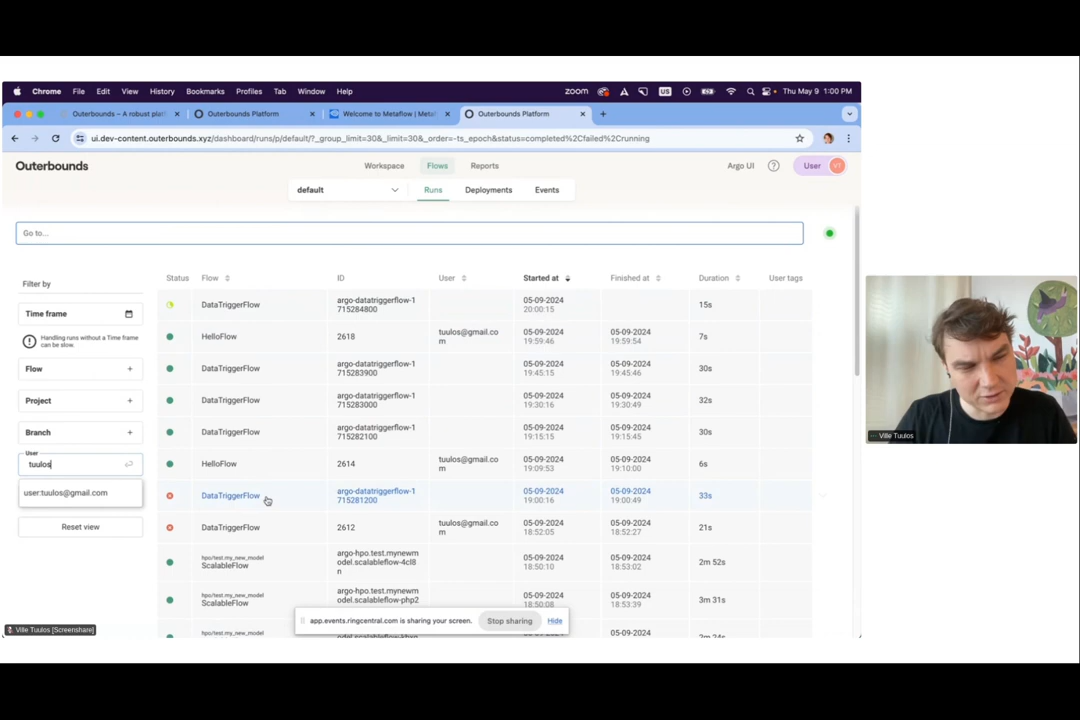 Chrome File Edit View History Bookmarks Profiles Tab Window Help zoom US Thu May 9 1:00 PM
Outerbounds – A robust platf Outerbounds Platform Welcome to Metaflow | Metaf Outerbounds Platform
ui.dev-content.outerbounds.xyz/dashboard/runs/p/default/?_group_limit=30&_limit=30&_order=-ts_epoch&status=completed%2Cfailed%2Crunning
Outerbounds Workspace Flows Reports Argo UI User VT
default Runs Deployments Events
Go to...
Filter by
Status Flow ID User Started at Finished at Duration User tags
Time frame
Handling runs without a Time frame
can be slow.
Flow
Project
Branch
User
tuulos
user:tuulos@gmail.com
Reset view
DataTriggerFlow argo-datatriggerflow-1 05-09-2024 15s
715284800 20:00:15
HelloFlow 2618 tuulos@gmail.co 05-09-2024 05-09-2024 7s
m 19:59:46 19:59:54
DataTriggerFlow argo-datatriggerflow-1 05-09-2024 05-09-2024 30s
715283900 19:45:15 19:45:46
DataTriggerFlow argo-datatriggerflow-1 05-09-2024 05-09-2024 32s
715283000 19:30:16 19:30:49
DataTriggerFlow argo-datatriggerflow-1 05-09-2024 05-09-2024 30s
715282100 19:15:15 19:15:45
HelloFlow 2614 tuulos@gmail.co 05-09-2024 05-09-2024 6s
m 19:09:53 19:10:00
DataTriggerFlow argo-datatriggerflow-1 05-09-2024 05-09-2024 33s
715281200 19:00:16 19:00:49
DataTriggerFlow 2612 tuulos@gmail.co 05-09-2024 05-09-2024 21s
m 18:52:05 18:52:27
hpo/test.my_new_model argo-hpo.test.mynewm 05-09-2024 05-09-2024 2m 52s
ScalableFlow odel.scalableflow-4cl8 18:50:10 18:53:02
n
hpo/test.my_new_model argo-hpo.test.mynewm 05-09-2024 05-09-2024 3m 31s
ScalableFlow odel.scalableflow-php2 18:50:08 18:53:39
app.events.ringcentral.com is sharing your screen. Stop sharing Hide
Ville Tuulos [Screenshare]
Ville Tuulos